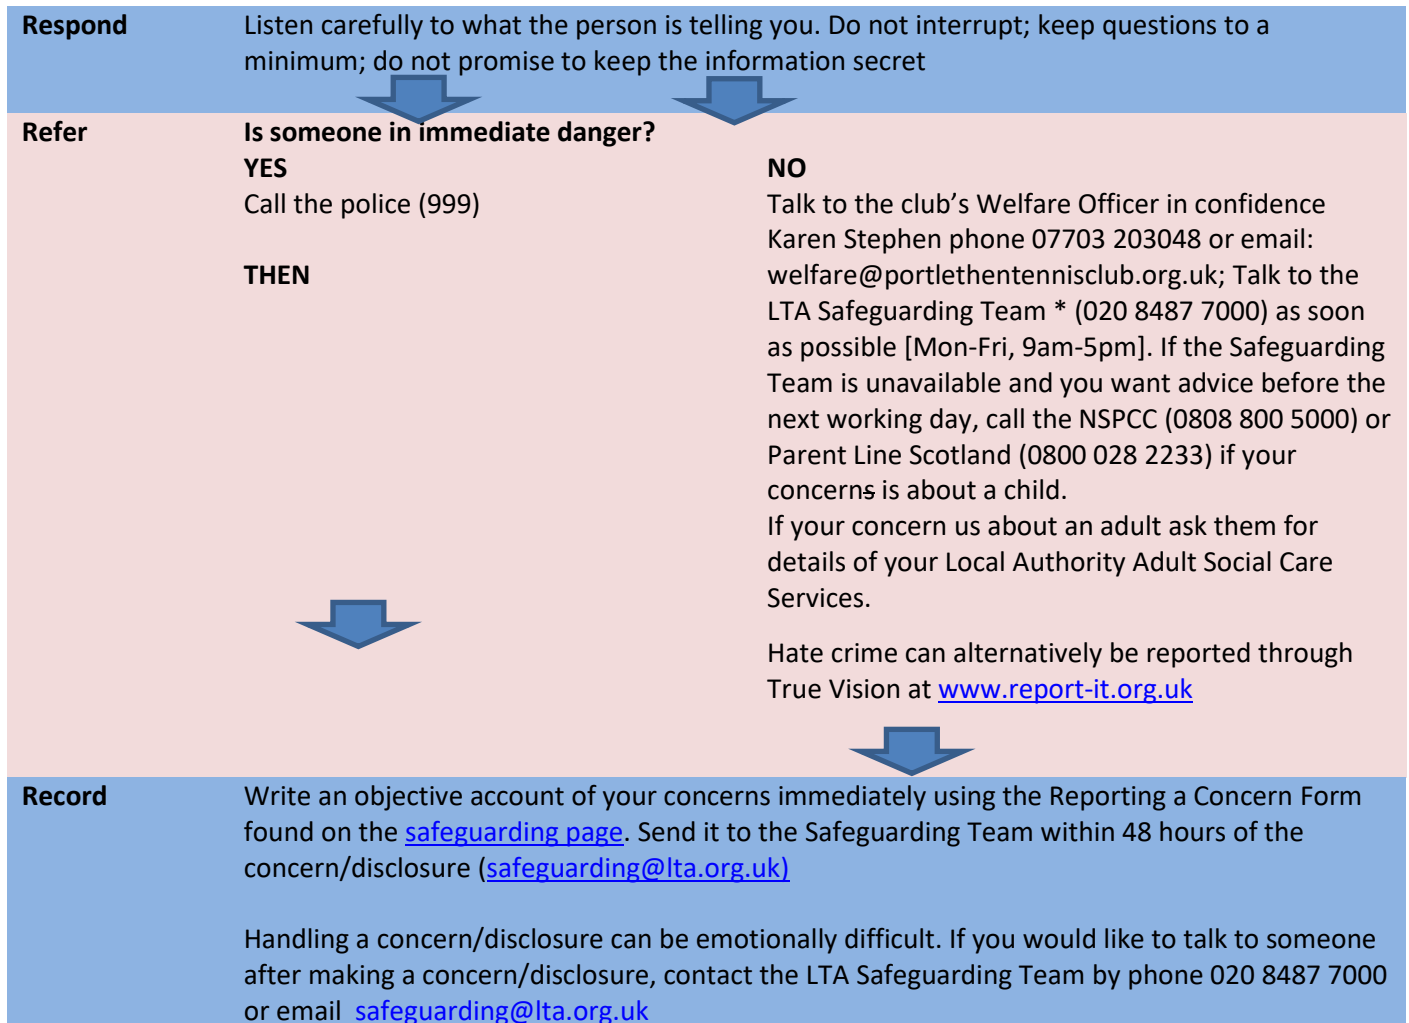 Respond
Listen carefully to what the person is telling you. Do not interrupt; keep questions to a
minimum; do not promise to keep the information secret
Refer
Is someone in immediate danger?
YES
Call the police (999)
THEN
NO
Talk to the club’s Welfare Officer in confidence
Karen Stephen phone 07703 203048 or email:
welfare@portlethentennisclub.org.uk; Talk to the
LTA Safeguarding Team * (020 8487 7000) as soon
as possible [Mon-Fri, 9am-5pm]. If the Safeguarding
Team is unavailable and you want advice before the
next working day, call the NSPCC (0808 800 5000) or
Parent Line Scotland (0800 028 2233) if your
concerns is about a child.
If your concern us about an adult ask them for
details of your Local Authority Adult Social Care
Services.
Hate crime can alternatively be reported through
True Vision at www.report-it.org.uk
Record
Write an objective account of your concerns immediately using the Reporting a Concern Form
found on the safeguarding page. Send it to the Safeguarding Team within 48 hours of the
concern/disclosure (safeguarding@lta.org.uk)
Handling a concern/disclosure can be emotionally difficult. If you would like to talk to someone
after making a concern/disclosure, contact the LTA Safeguarding Team by phone 020 8487 7000
or email safeguarding@lta.org.uk